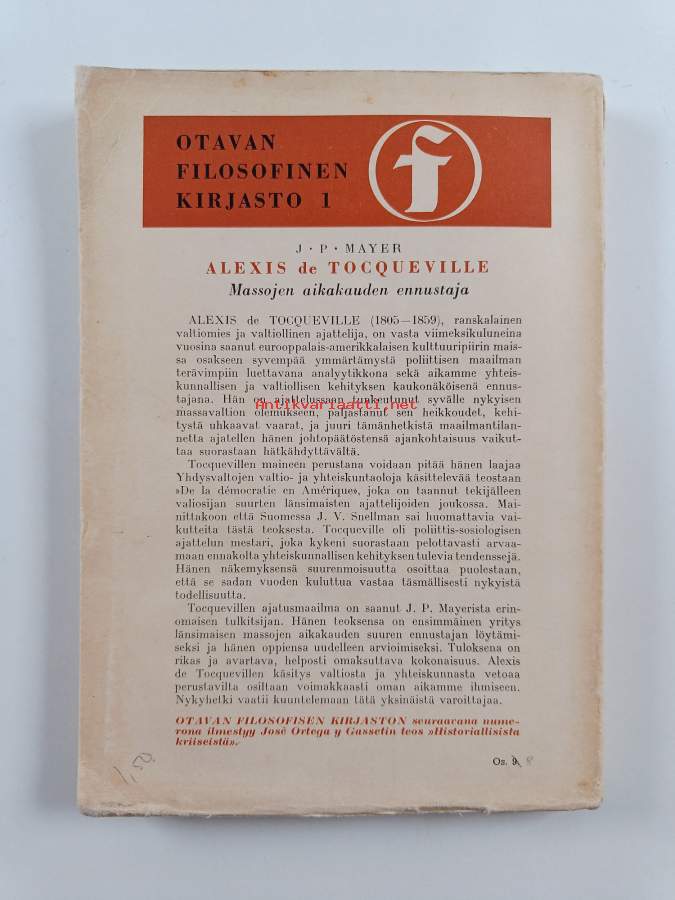 OTAVAN
FILOSOFINEN
KIRJASTO 1
f
J · P · MAYER
ALEXIS de TOCQUEVILLE
Massojen aikakauden ennustaja
ALEXIS de TOCQUEVILLE (1805—1859), ranskalainen
valtiomies ja valtiollinen ajattelija, on vasta viimeksikuluneina
vuosina saanut eurooppalais-amerikkalaisen kulttuuripiirin mais-
sa osakseen syvempää ymmärtämystä poliittisen maailman
terävimpiin luettavana analyytikkona sekä aikamme yhteis-
kunnallisen ja valtiollisen kehityksen kaukonäköisenä ennus-
tajana. Hän on ajattelussaan tunkeutunut syvälle nykyisen
Antikvariaatti.net
massavaltion olemukseen, paljastanut sen heikkoudet, kehi-
tystä uhkaavat vaarat, ja juuri tämänhetkistä maailmantilan-
netta ajatellen hänen johtopäätöstensä ajankohtaisuus vaikut-
taa suorastaan hätkähdyttävältä.
Tocquevillen maineen perustana voidaan pitää hänen laajaa
Yhdysvaltojen valtio- ja yhteiskuntaoloja käsittelevää teostaan
»De la démocratie en Amérique», joka on taannut tekijälleen
valiosijan suurten länsimaisten ajattelijoiden joukossa. Mai-
nittakoon että Suomessa J. V. Snellman sai huomattavia vai-
kutteita tästä teoksesta. Tocqueville oli poliittis-sosiologisen
ajattelun mestari, joka kykeni suorastaan pelottavasti arvaa-
maan ennakolta yhteiskunnallisen kehityksen tulevia tendenssejä.
Hänen näkemyksensä suurenmoisuutta osoittaa puolestaan,
että se sadan vuoden kuluttua vastaa täsmällisesti nykyistä
todellisuutta.
Tocquevillen ajatusmaailma on saanut J. P. Mayerista erin-
omaisen tulkitsijan. Hänen teoksensa on ensimmäinen yritys
länsimaisen massojen aikakauden suuren ennustajan löytämi-
seksi ja hänen oppiensa uudelleen arvioimiseksi. Tuloksena on
rikas ja avartava, helposti omaksuttava kokonaisuus. Alexis
de Tocquevillen käsitys valtiosta ja yhteiskunnasta vetoaa
perustavilta osiltaan voimakkaasti oman aikamme ihmiseen.
Nykyhetki vaatii kuuntelemaan tätä yksinäistä varoittajaa.
OTAVAN FILOSOFISEN KIRJASTON seuraavana nume-
rona ilmestyy José Ortega y Gassetin teos »Historiallisista
kriiseistä».
1,50
Oz. 9, 8